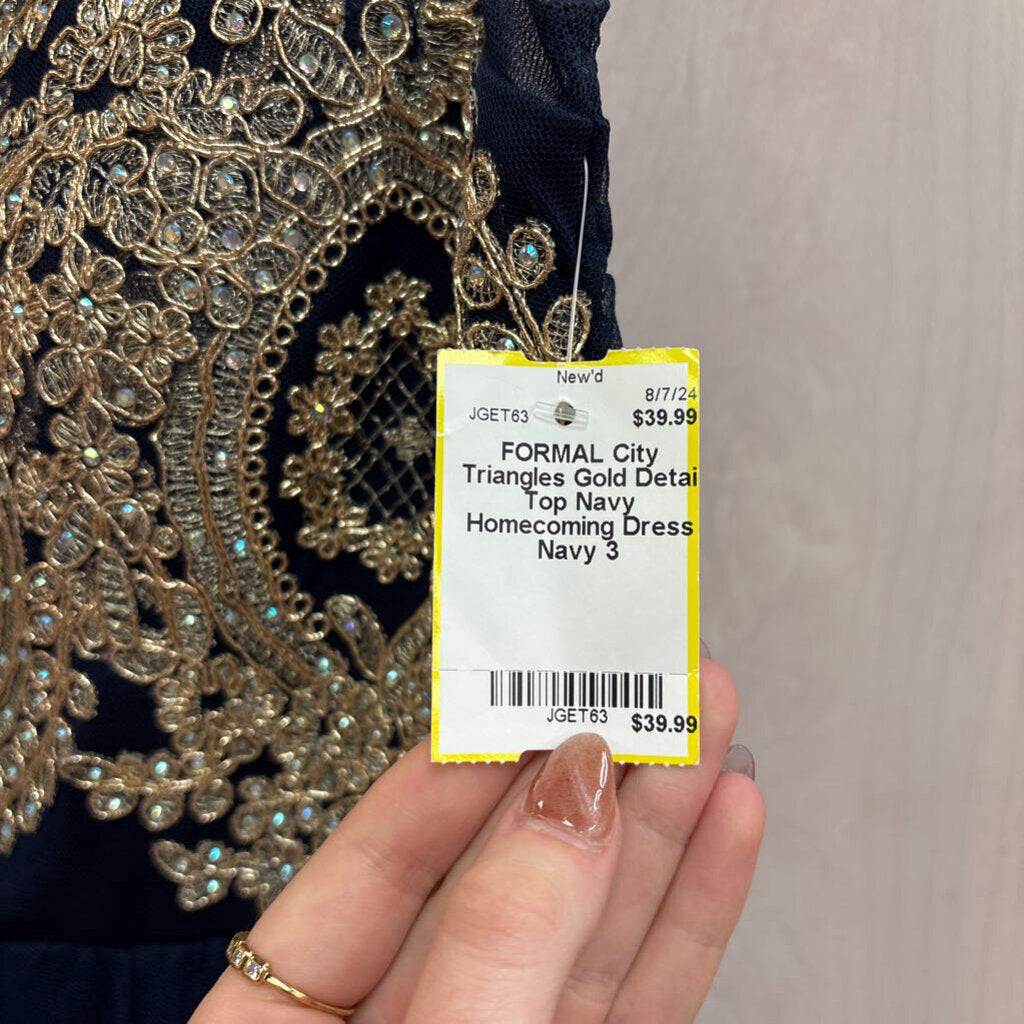 New'd
8/7/24
JGET63 $39.99
FORMAL City
Triangles Gold Detai
Top Navy
Homecoming Dress
Navy 3
JGET63 $39.99